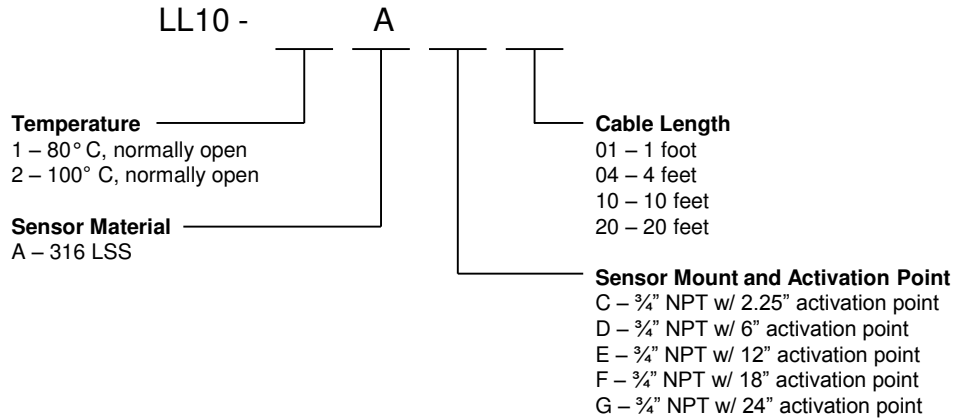 LL10 - A
Temperature
1 – 80° C, normally open
2 – 100° C, normally open
Sensor Material
A – 316 LSS
Cable Length
01 – 1 foot
04 – 4 feet
10 – 10 feet
20 – 20 feet
Sensor Mount and Activation Point
C – ¾” NPT w/ 2.25” activation point
D – ¾” NPT w/ 6” activation point
E – ¾” NPT w/ 12” activation point
F – ¾” NPT w/ 18” activation point
G – ¾” NPT w/ 24” activation point